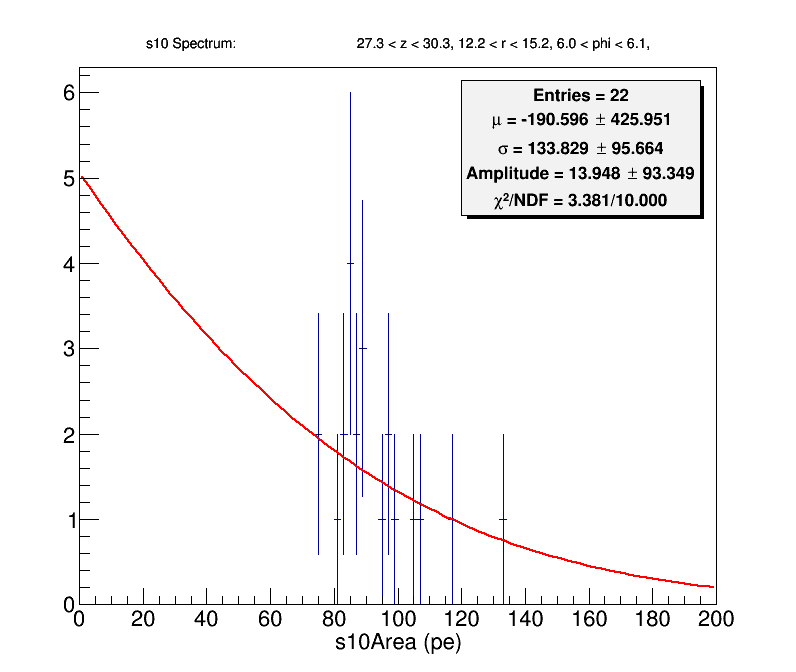 s10 Spectrum: 27.3 < z < 30.3, 12.2 < r < 15.2, 6.0 < phi < 6.1,
Entries = 22
μ = -190.596 ± 425.951
σ = 133.829 ± 95.664
Amplitude = 13.948 ± 93.349
χ²/NDF = 3.381/10.000
6
5
4
3
2
1
0
0 20 40 60 80 100 120 140 160 180 200
s10Area (pe)